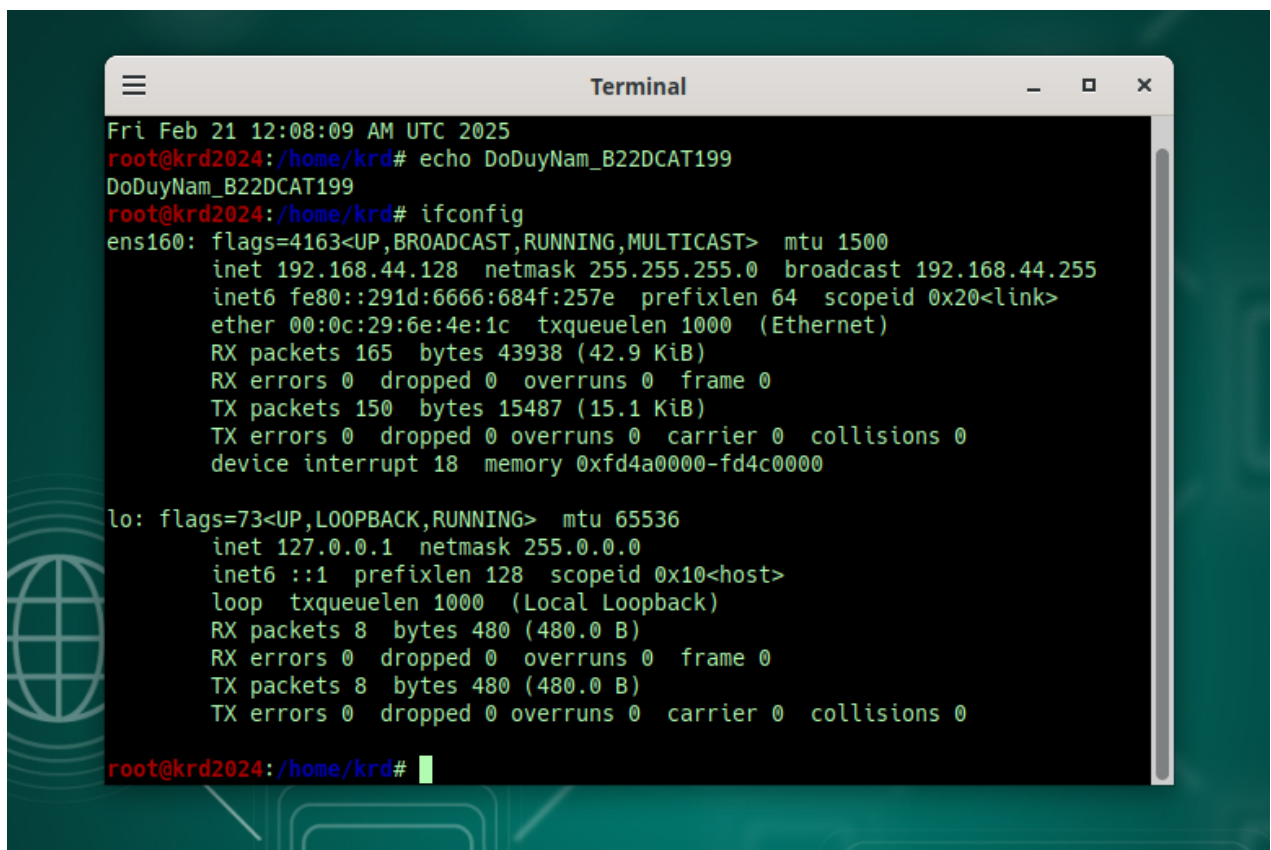 Terminal
Fri Feb 21 12:08:09 AM UTC 2025
root@krd2024:/home/krd# echo DoDuyNam_B22DCAT199
DoDuyNam_B22DCAT199
root@krd2024:/home/krd# ifconfig
ens160: flags=4163<UP,BROADCAST,RUNNING,MULTICAST>  mtu 1500
        inet 192.168.44.128  netmask 255.255.255.0  broadcast 192.168.44.255
        inet6 fe80::291d:6666:684f:257e  prefixlen 64  scopeid 0x20<link>
        ether 00:0c:29:6e:4e:1c  txqueuelen 1000  (Ethernet)
        RX packets 165  bytes 43938 (42.9 KiB)
        RX errors 0  dropped 0  overruns 0  frame 0
        TX packets 150  bytes 15487 (15.1 KiB)
        TX errors 0  dropped 0 overruns 0  carrier 0  collisions 0
        device interrupt 18  memory 0xfd4a0000-fd4c0000
lo: flags=73<UP,LOOPBACK,RUNNING>  mtu 65536
        inet 127.0.0.1  netmask 255.0.0.0
        inet6 ::1  prefixlen 128  scopeid 0x10<host>
        loop  txqueuelen 1000  (Local Loopback)
        RX packets 8  bytes 480 (480.0 B)
        RX errors 0  dropped 0  overruns 0  frame 0
        TX packets 8  bytes 480 (480.0 B)
        TX errors 0  dropped 0 overruns 0  carrier 0  collisions 0
root@krd2024:/home/krd#